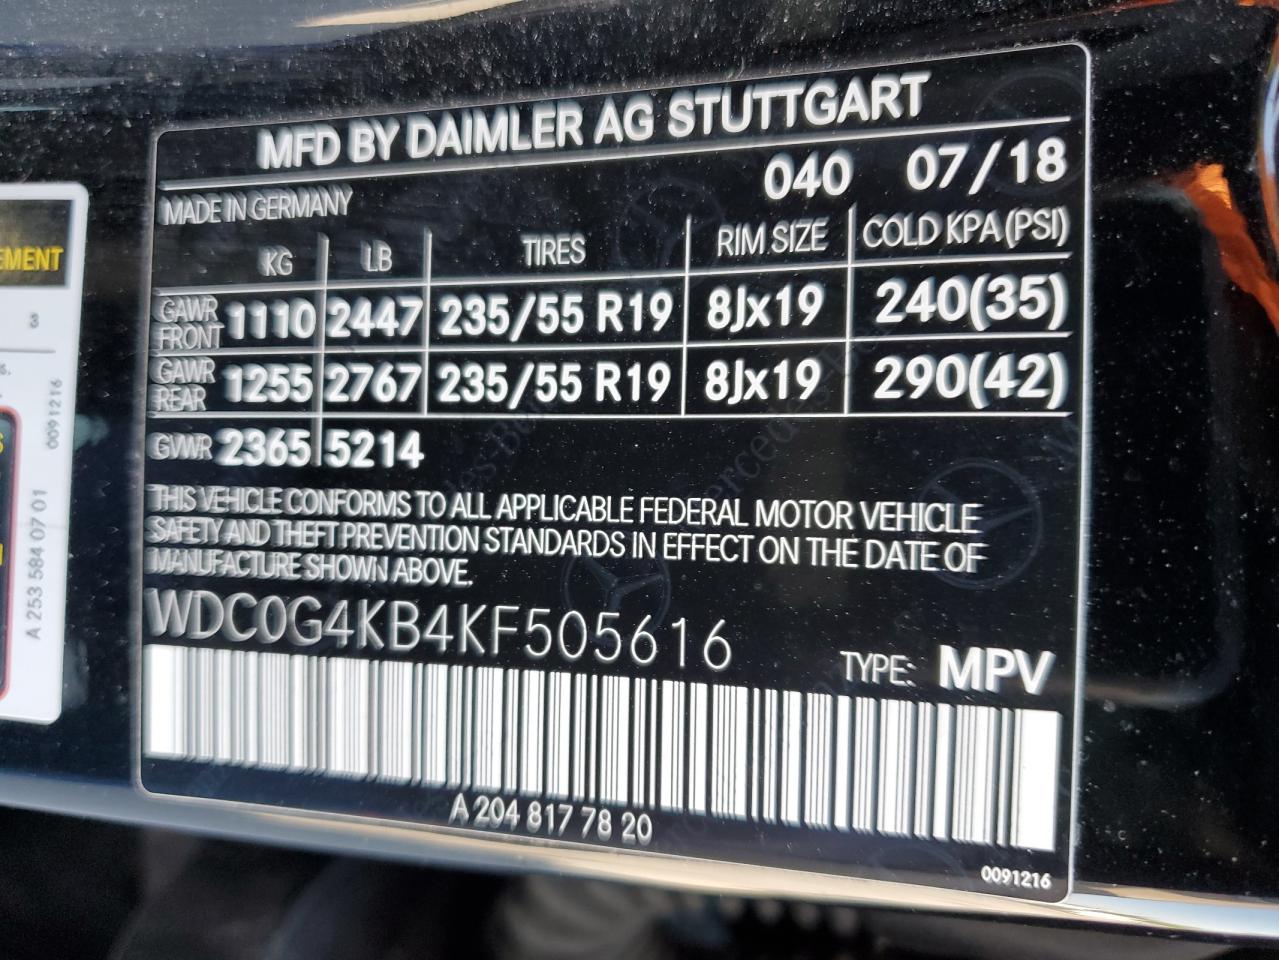 MFD BY DAIMLER AG STUTTGART
MADE IN GERMANY 040 07/18
KG LB TIRES RIM SIZE COLD KPA (PSI)
GAWR FRONT 1110 2447 235/55 R19 8Jx19 240(35)
GAWR REAR 1255 2767 235/55 R19 8Jx19 290(42)
GVWR 2365 5214
THIS VEHICLE CONFORMS TO ALL APPLICABLE FEDERAL MOTOR VEHICLE
SAFETY AND THEFT PREVENTION STANDARDS IN EFFECT ON THE DATE OF
MANUFACTURE SHOWN ABOVE.
WDC0G4KB4KF505616
TYPE: MPV
A 204 817 78 20
0091216
EMENT
3
0091216
A 253 584 07 01